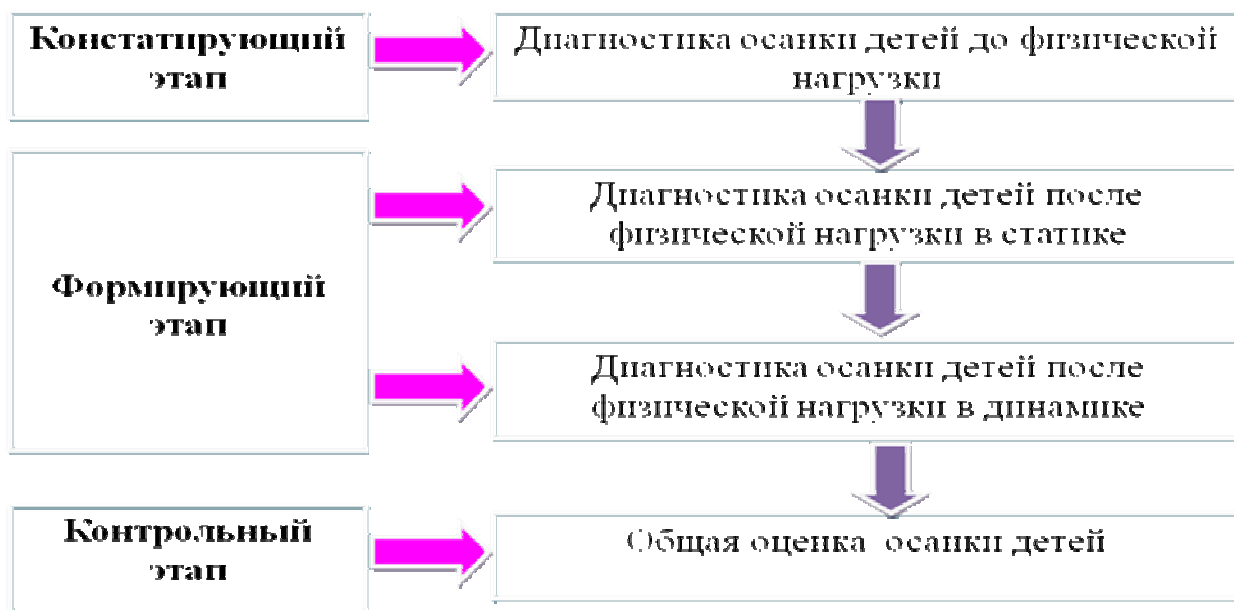 Констатирующий
этап
Диагностика осанки детей до физической
нагрузки
Формирующий
этап
Диагностика осанки детей после
физической нагрузки в статике
Диагностика осанки детей после
физической нагрузки в динамике
Контрольный
этап
Общая оценка осанки детей